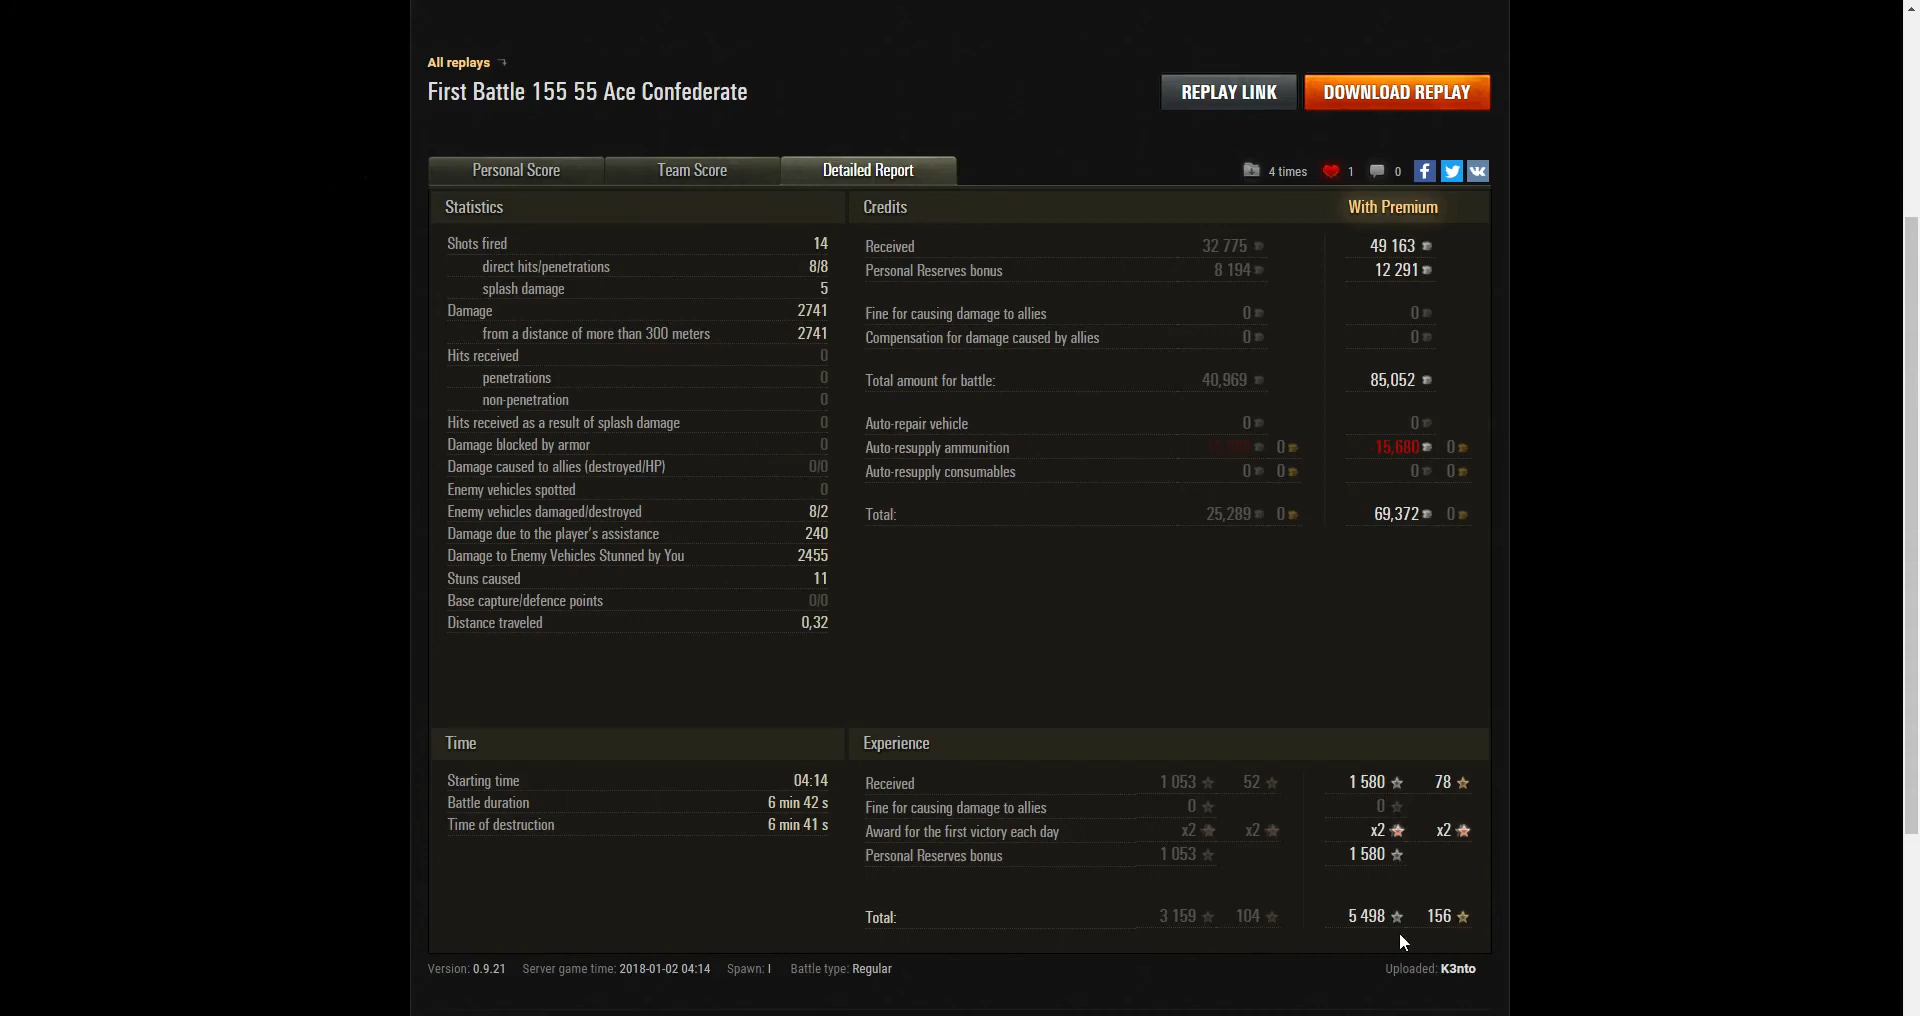 All replays
First Battle 155 55 Ace Confederate
REPLAY LINK DOWNLOAD REPLAY
Personal Score Team Score Detailed Report 4 times 1 0
Statistics
Shots fired 14
direct hits/penetrations 8/8
splash damage 5
Damage 2741
from a distance of more than 300 meters 2741
Hits received 0
penetrations 0
non-penetration 0
Hits received as a result of splash damage 0
Damage blocked by armor 0
Damage caused to allies (destroyed/HP) 0/0
Enemy vehicles spotted 0
Enemy vehicles damaged/destroyed 8/2
Damage due to the player's assistance 240
Damage to Enemy Vehicles Stunned by You 2455
Stuns caused 11
Base capture/defence points 0/0
Distance traveled 0,32
Credits With Premium
Received 32 775 49 163
Personal Reserves bonus 8 194 12 291
Fine for causing damage to allies 0 0
Compensation for damage caused by allies 0 0
Total amount for battle: 40,969 85,052
Auto-repair vehicle 0 0
Auto-resupply ammunition 0 -15,680 0
Auto-resupply consumables 0 0 0 0
Total: 25,289 0 69,372 0
Time
Starting time 04:14
Battle duration 6 min 42 s
Time of destruction 6 min 41 s
Experience
Received 1 053 52 1 580 78
Fine for causing damage to allies 0 0
Award for the first victory each day x2 x2 x2 x2
Personal Reserves bonus 1 053 1 580
Total: 3 159 104 5 498 156
Version: 0.9.21 Server game time: 2018-01-02 04:14 Spawn: I Battle type: Regular Uploaded: K3nto